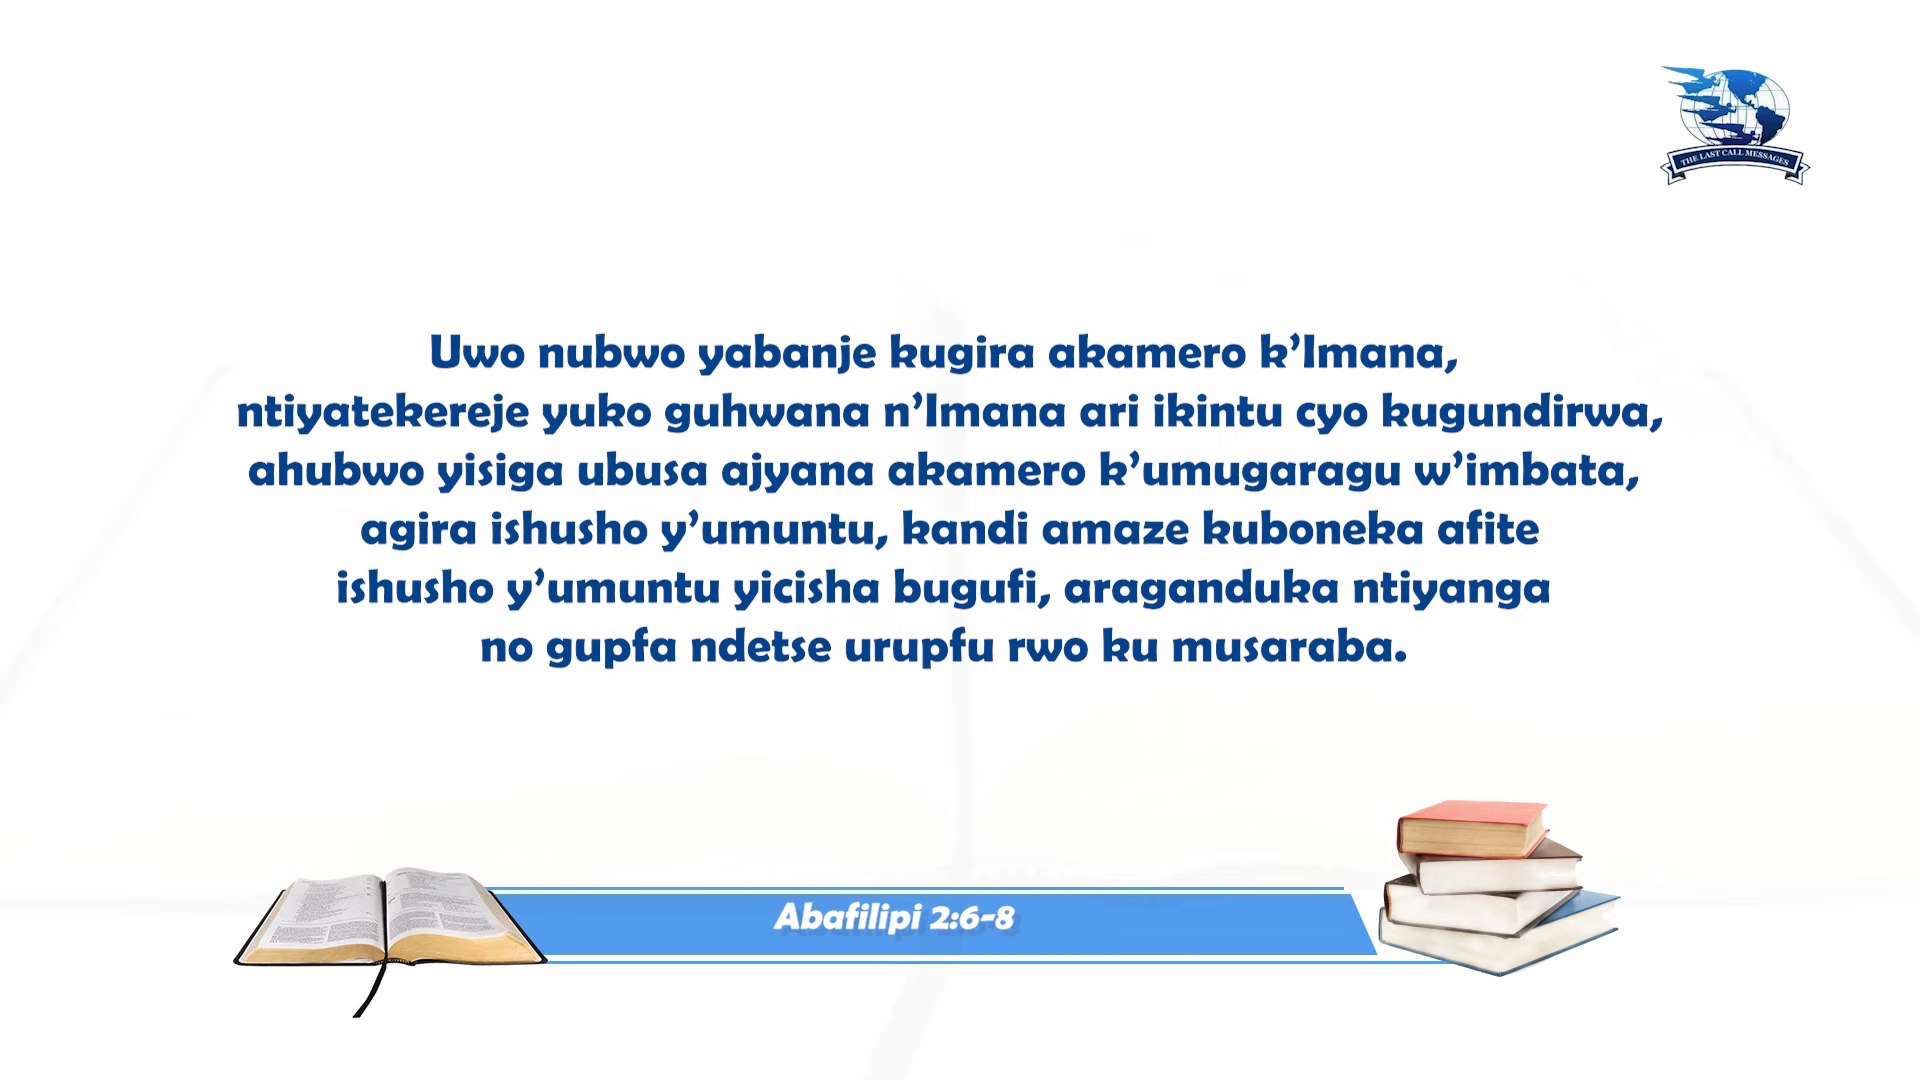 THE LAST CALL MESSAGES
Uwo nubwo yabanje kugira akamero k’Imana,
ntiyatekereje yuko guhwana n’Imana ari ikintu cyo kugundirwa,
ahubwo yisiga ubusa ajyana akamero k’umugaragu w’imbata,
agira ishusho y’umuntu, kandi amaze kuboneka afite
ishusho y’umuntu yicisha bugufi, araganduka ntiyanga
no gupfa ndetse urupfu rwo ku musaraba.
Abafilipi 2:6-8